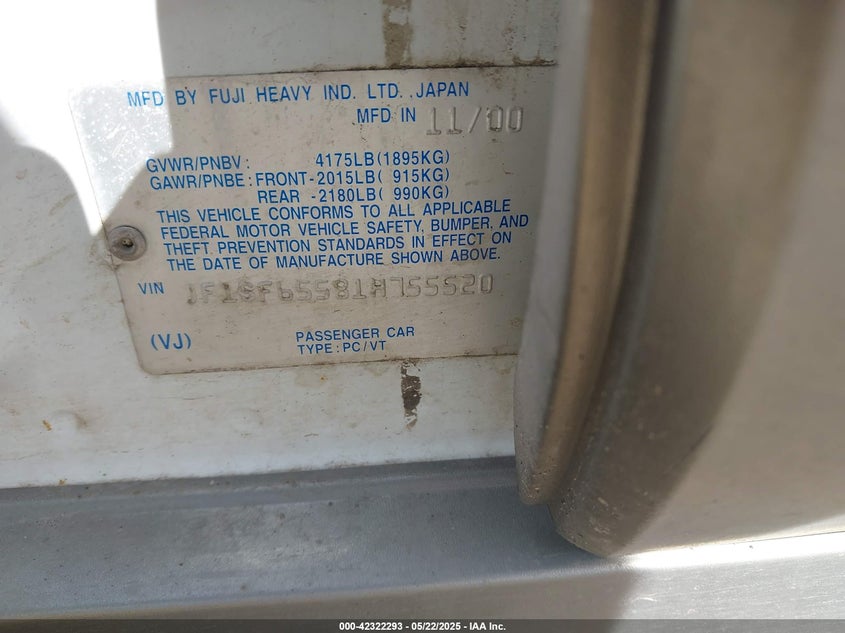 MFD BY FUJI HEAVY IND. LTD. JAPAN
MFD IN 11/00
GVWR/PNBV: 4175LB(1895KG)
GAWR/PNBE: FRONT-2015LB( 915KG)
REAR -2180LB( 990KG)
THIS VEHICLE CONFORMS TO ALL APPLICABLE
FEDERAL MOTOR VEHICLE SAFETY, BUMPER, AND
THEFT PREVENTION STANDARDS IN EFFECT ON
THE DATE OF MANUFACTURE SHOWN ABOVE.
VIN JF1SF65581H755520
(VJ) PASSENGER CAR
TYPE:PC/VT
000-42322293 - 05/22/2025 - IAA Inc.